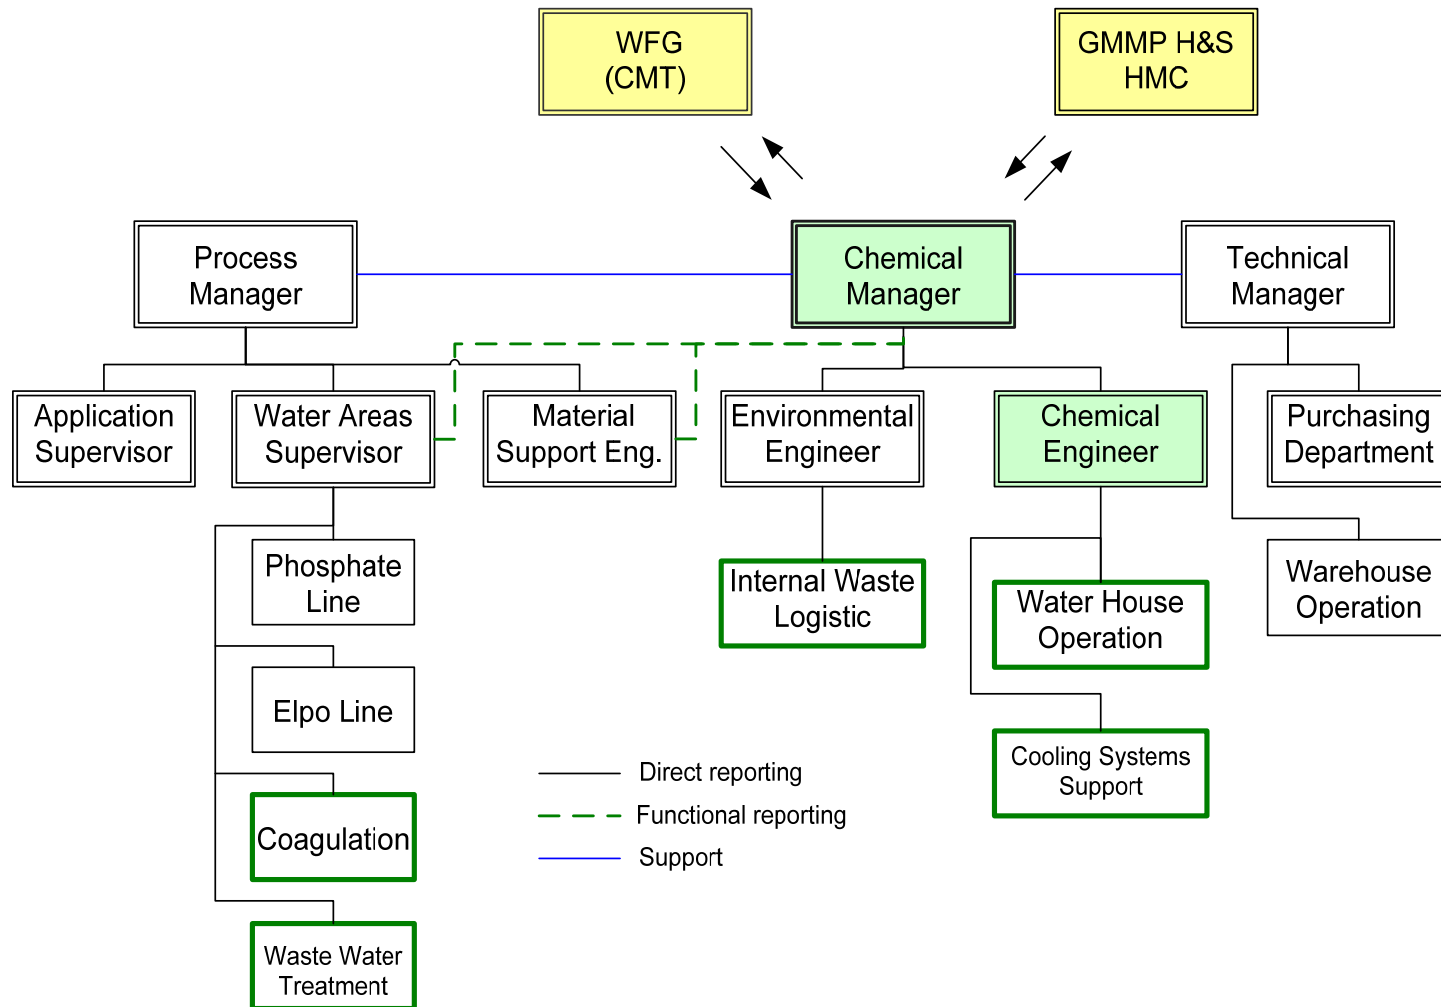 WFG
(CMT)
GMMP H&S
HMC
Process
Manager
Chemical
Manager
Technical
Manager
Application
Supervisor
Water Areas
Supervisor
Material
Support Eng.
Environmental
Engineer
Chemical
Engineer
Purchasing
Department
Phosphate
Line
Internal Waste
Logistic
Water House
Operation
Warehouse
Operation
Elpo Line
Cooling Systems
Support
Coagulation
Waste Water
Treatment
Direct reporting
Functional reporting
Support